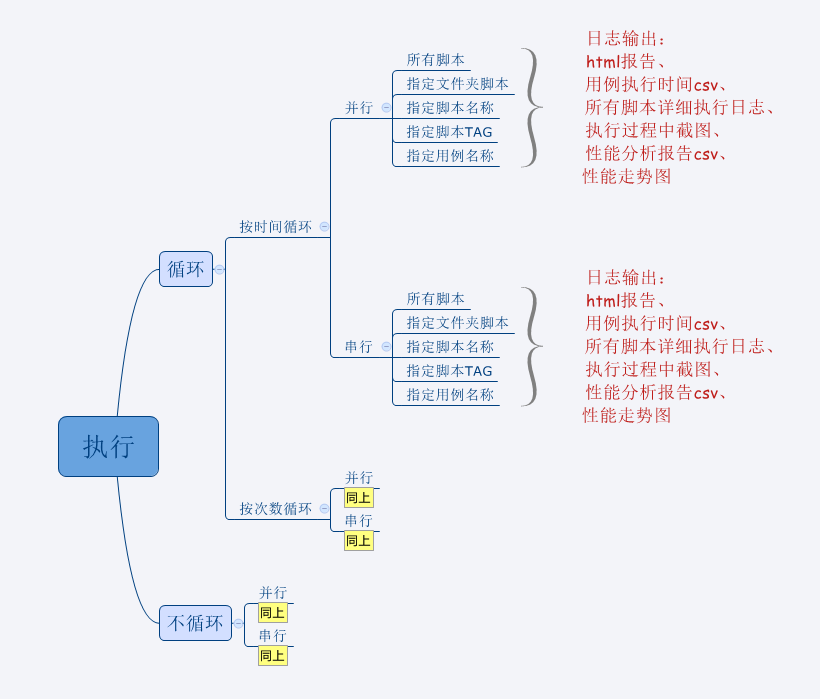 执行
循环
按时间循环
并行
所有脚本
指定文件夹脚本
指定脚本名称
指定脚本TAG
指定用例名称
日志输出：
html报告、
用例执行时间csv、
所有脚本详细执行日志、
执行过程中截图、
性能分析报告csv、
性能走势图
串行
所有脚本
指定文件夹脚本
指定脚本名称
指定脚本TAG
指定用例名称
日志输出：
html报告、
用例执行时间csv、
所有脚本详细执行日志、
执行过程中截图、
性能分析报告csv、
性能走势图
按次数循环
并行
同上
串行
同上
不循环
并行
同上
串行
同上